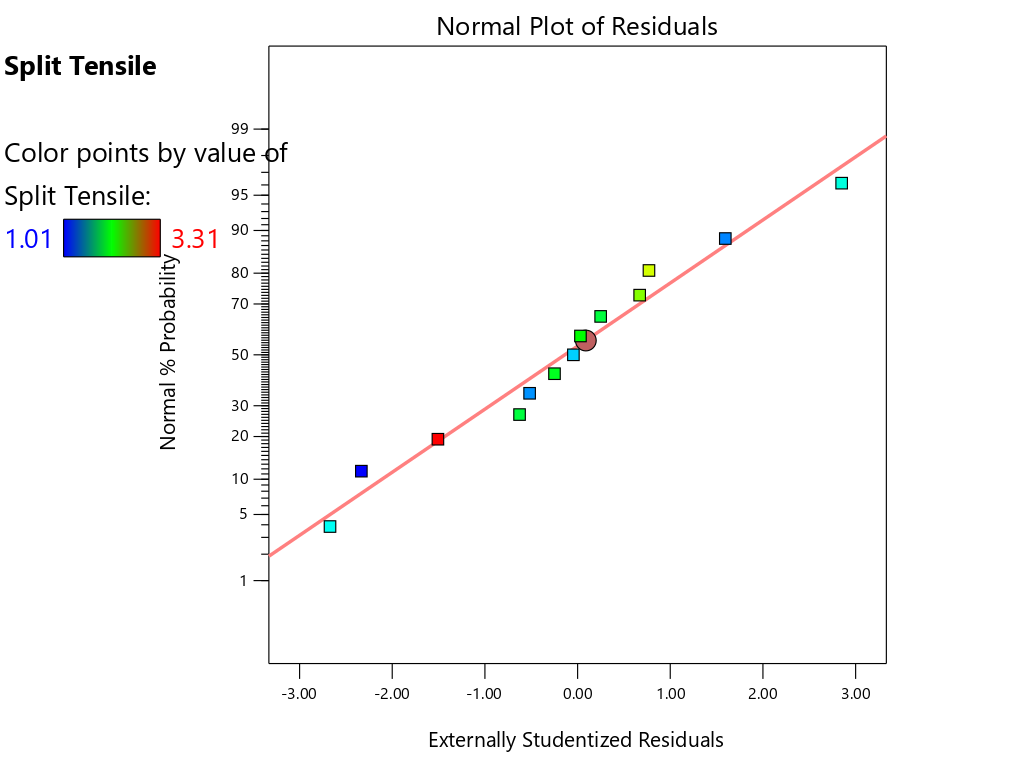 Normal Plot of Residuals
Split Tensile
Color points by value of
Split Tensile:
1.01 3.31
Normal % Probability
99
95
90
80
70
50
30
20
10
5
1
-3.00 -2.00 -1.00 0.00 1.00 2.00 3.00
Externally Studentized Residuals